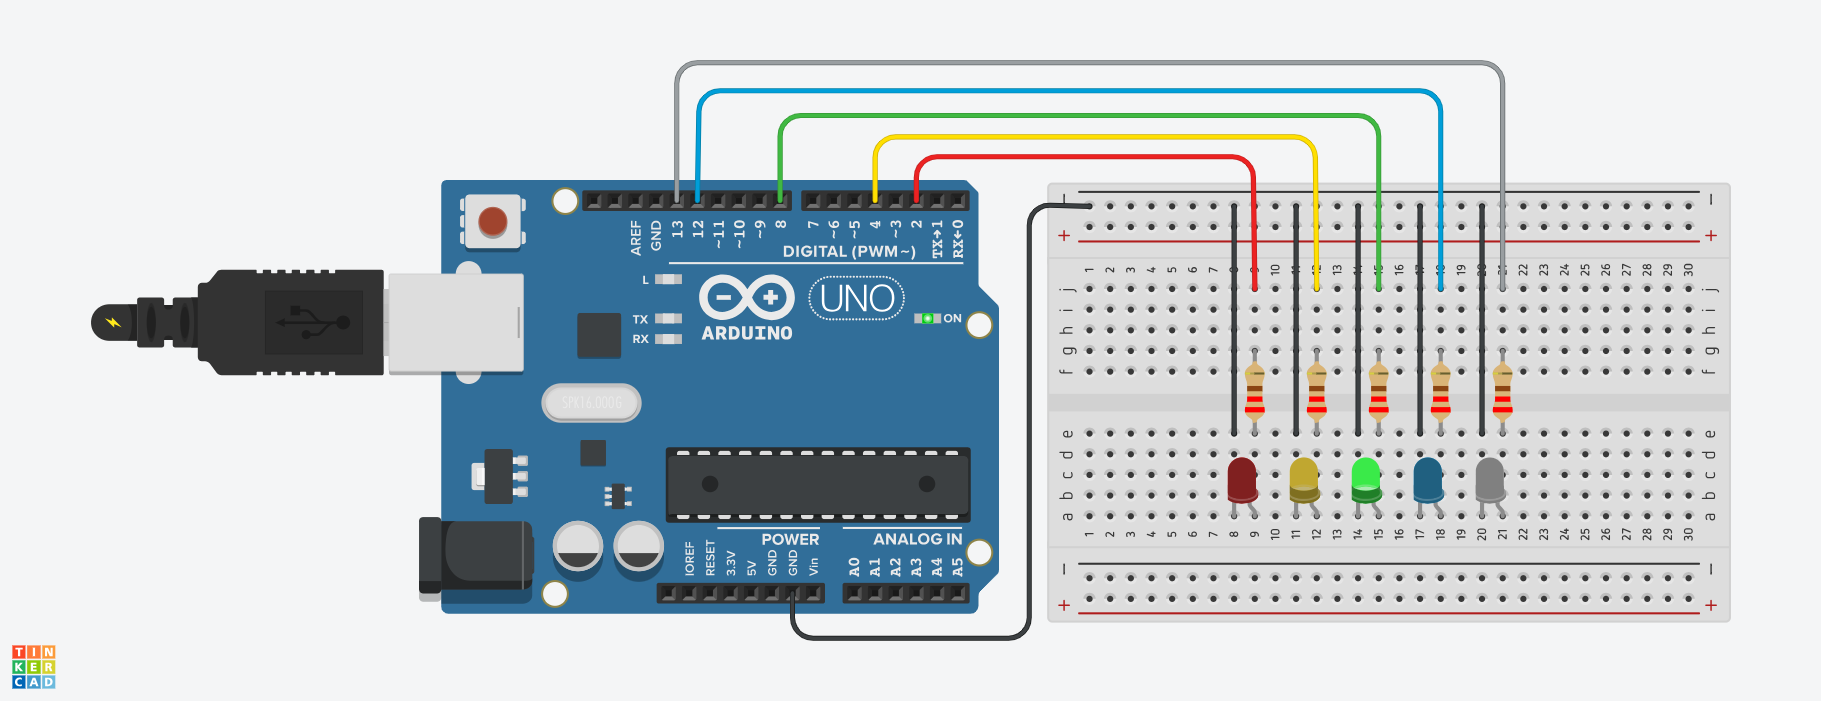 AREF
GND
13
12
~11
~10
~9
8
7
~6
~5
4
~3
2
TX→1
RX←0
DIGITAL (PWM~)
L
TX
RX
ARDUINO
UNO
ON
SPK16.000G
POWER
ANALOG IN
IOREF
RESET
3.3V
5V
GND
GND
Vin
A0
A1
A2
A3
A4
A5
− −
+ +
1 2 3 4 5 6 7 8 9 10 11 12 13 14 15 16 17 18 19 20 21 22 23 24 25 26 27 28 29 30
j j
i i
h h
g g
f f
e e
d d
c c
b b
a a
1 2 3 4 5 6 7 8 9 10 11 12 13 14 15 16 17 18 19 20 21 22 23 24 25 26 27 28 29 30
− −
+ +
TIN
KER
CAD